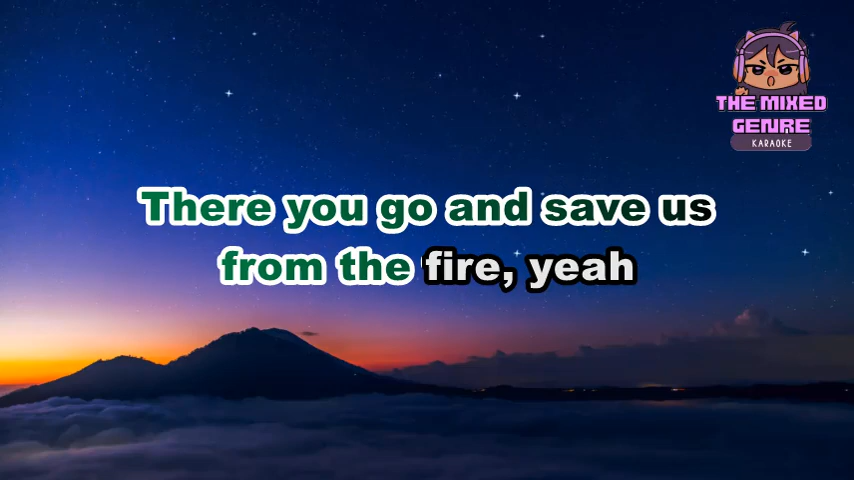 THE MIXED
GENRE
KARAOKE
There you go and save us
from the fire, yeah